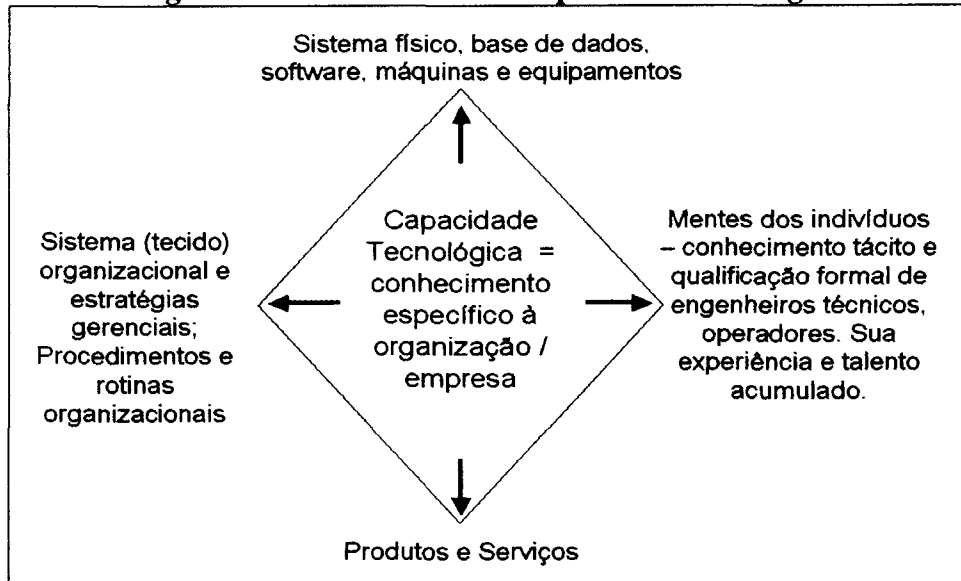 Sistema físico, base de dados,
software, máquinas e equipamentos
Sistema (tecido)
organizacional e
estratégias
gerenciais;
Procedimentos e
rotinas
organizacionais
Capacidade
Tecnológica =
conhecimento
específico à
organização /
empresa
Mentes dos indivíduos
– conhecimento tácito e
qualificação formal de
engenheiros técnicos,
operadores. Sua
experiência e talento
acumulado.
Produtos e Serviços